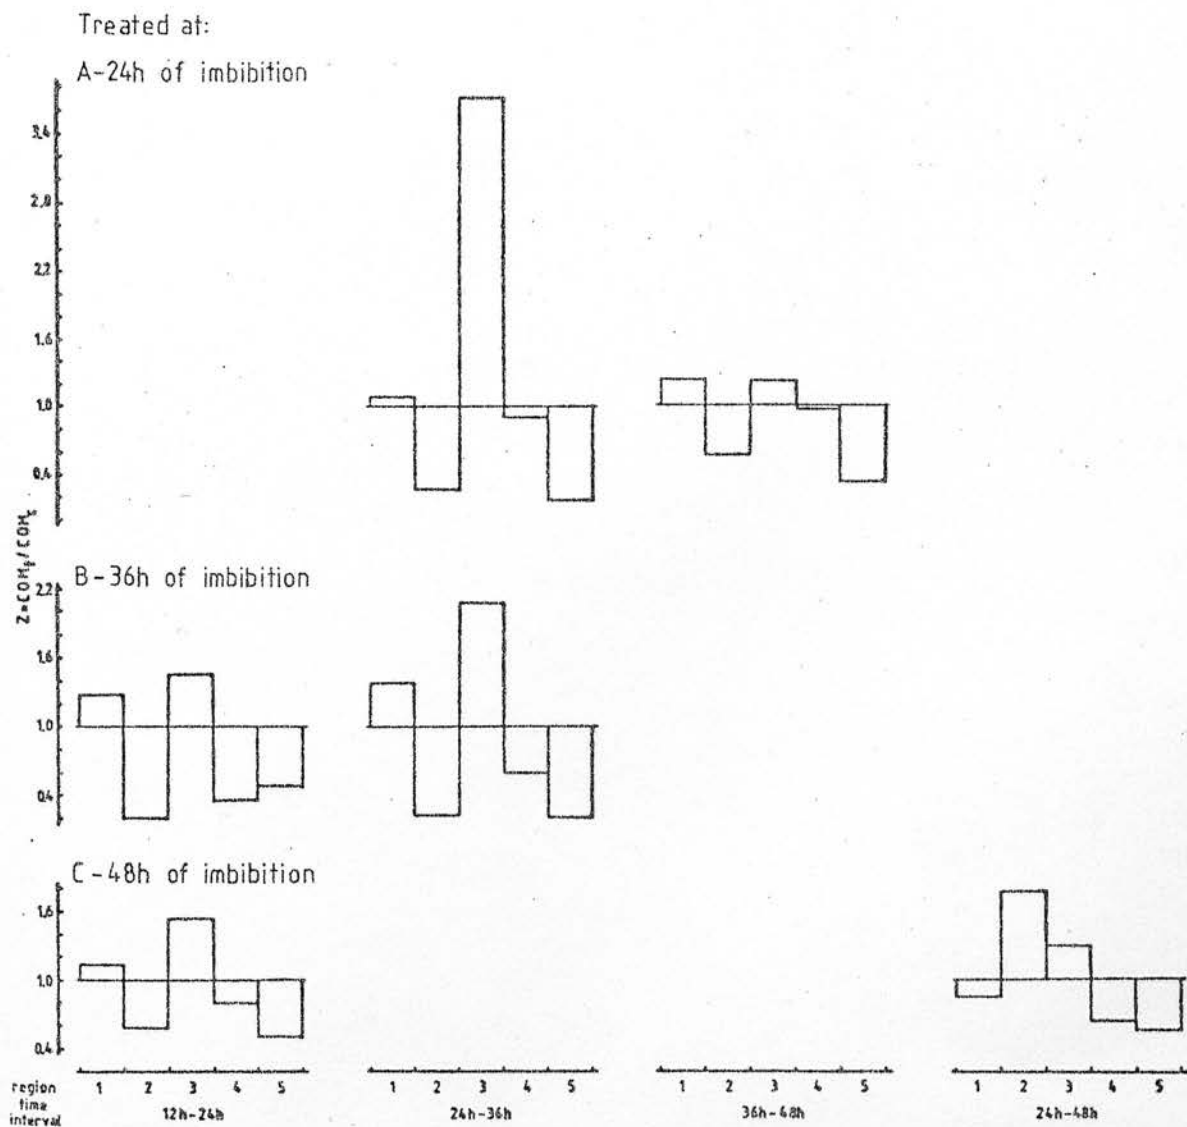 Treated at:
A-24h of imbibition
3,4
2,8
2,2
1,6
1,0
0,4
Z=COM_t/COM_c
B-36h of imbibition
2,2
1,6
1,0
0,4
C-48h of imbibition
1,6
1,0
0,4
region 1 2 3 4 5 1 2 3 4 5 1 2 3 4 5 1 2 3 4 5
time interval 12h-24h 24h-36h 36h-48h 24h-48h